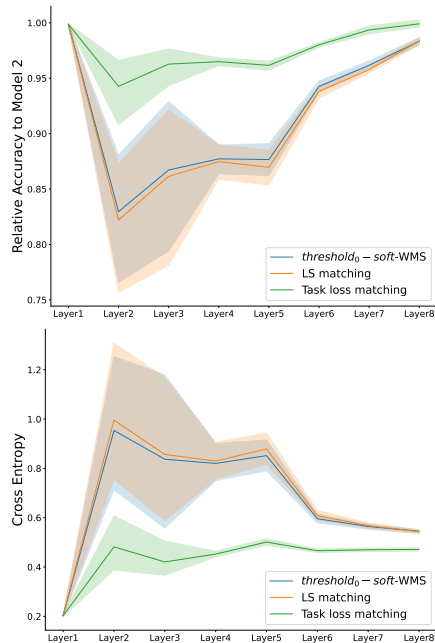 1.00
0.95
0.90
0.85
0.80
0.75
Relative Accuracy to Model 2
threshold₀ − soft-WMS
LS matching
Task loss matching
Layer1 Layer2 Layer3 Layer4 Layer5 Layer6 Layer7 Layer8
1.2
1.0
0.8
0.6
0.4
0.2
Cross Entropy
threshold₀ − soft-WMS
LS matching
Task loss matching
Layer1 Layer2 Layer3 Layer4 Layer5 Layer6 Layer7 Layer8